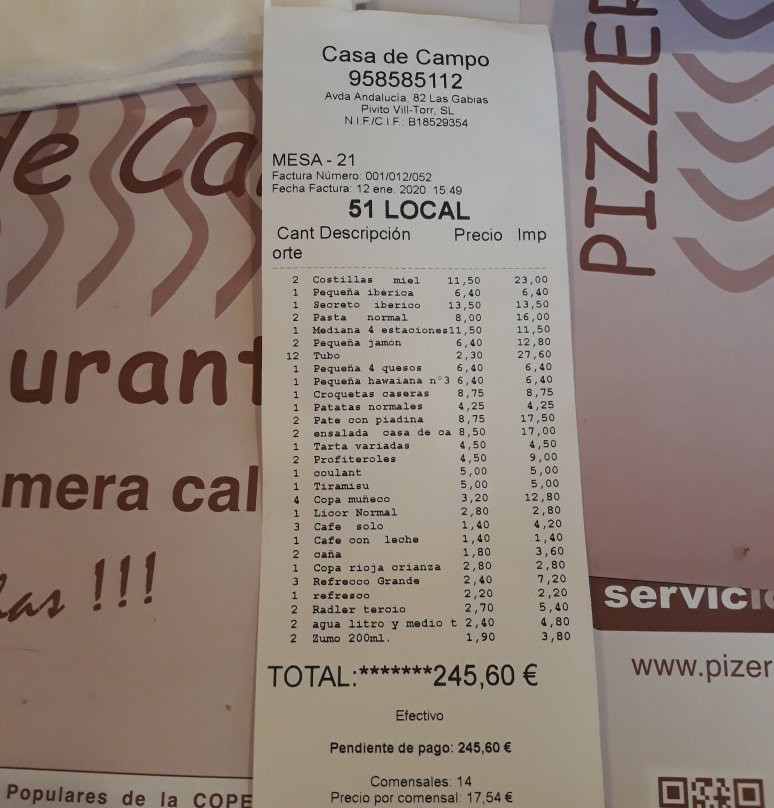 Casa de Campo
958585112
Avda Andalucía, 82 Las Gabias
Pivito Vill-Torr, SL
N.I.F./C.I.F.: B18529354
MESA - 21
Factura Número: 001/012/052
Fecha Factura: 12 ene. 2020 15:49
51 LOCAL
Cant Descripción Precio Imp
orte
2 Costillas miel 11,50 23,00
1 Pequeña iberica 6,40 6,40
1 Secreto iberico 13,50 13,50
2 Pasta normal 8,00 16,00
1 Mediana 4 estaciones 11,50 11,50
2 Pequeña jamon 6,40 12,80
12 Tubo 2,30 27,60
1 Pequeña 4 quesos 6,40 6,40
1 Pequeña hawaiana nº3 6,40 6,40
1 Croquetas caseras 8,75 8,75
1 Patatas normales 4,25 4,25
2 Pate con piadina 8,75 17,50
2 ensalada casa de ca 8,50 17,00
1 Tarta variadas 4,50 4,50
2 Profiteroles 4,50 9,00
1 coulant 5,00 5,00
1 Tiramisu 5,00 5,00
4 Copa muñeco 3,20 12,80
1 Licor Normal 2,80 2,80
3 Cafe solo 1,40 4,20
1 Cafe con leche 1,40 1,40
2 caña 1,80 3,60
1 Copa rioja crianza 2,80 2,80
3 Refresco Grande 2,40 7,20
1 refresco 2,20 2,20
2 Radler tercio 2,70 5,40
2 agua litro y medio t 2,40 4,80
2 Zumo 200ml. 1,90 3,80
TOTAL:*******245,60 €
Efectivo
Pendiente de pago: 245,60 €
Comensales: 14
Precio por comensal: 17,54 €
de Ca
urant
mera cal
las !!!
Populares de la COPE
PIZZER
servici
www.pizer